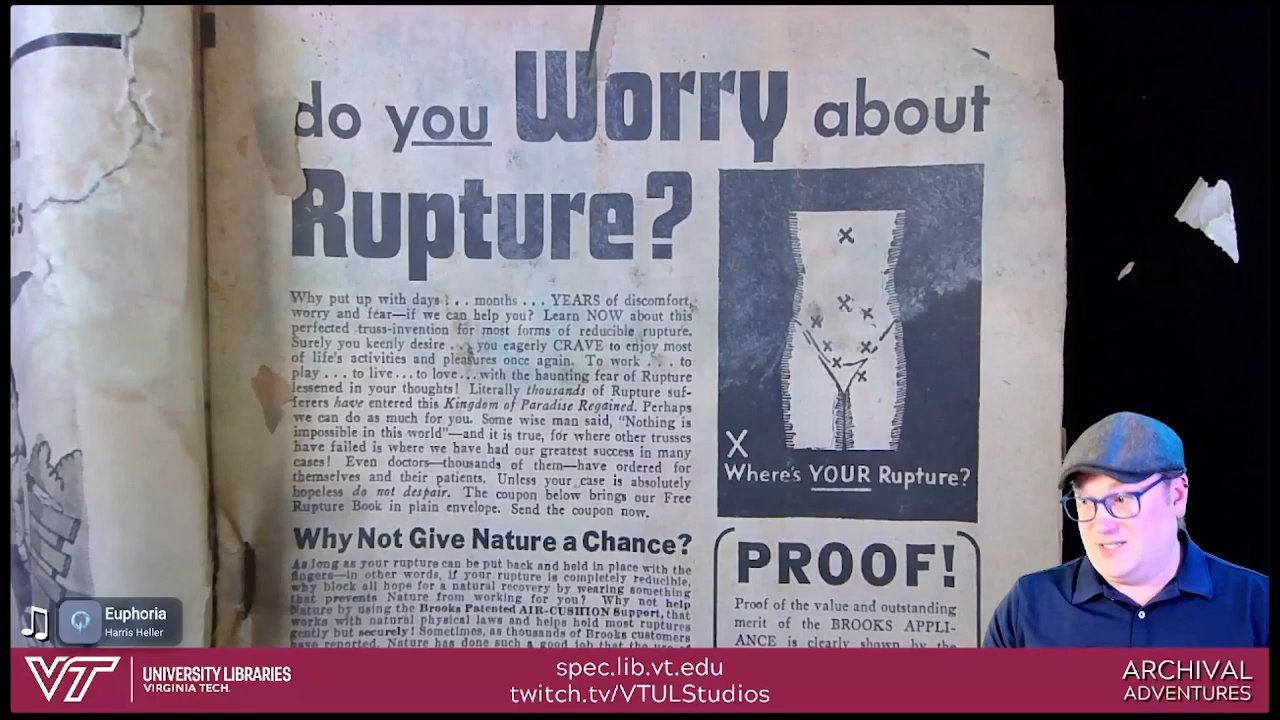 do you Worry about
Rupture?
Why put up with days . . . months . . . YEARS of discomfort,
worry and fear—if we can help you? Learn NOW about this
perfected truss-invention for most forms of reducible rupture.
Surely you keenly desire . . . you eagerly CRAVE to enjoy most
of life's activities and pleasures once again. To work . . . to
play . . . to live . . . to love . . . with the haunting fear of Rupture
lessened in your thoughts! Literally thousands of Rupture suf-
ferers have entered this Kingdom of Paradise Regained. Perhaps
we can do as much for you. Some wise man said, "Nothing is
impossible in this world"—and it is true, for where other trusses
have failed is where we have had our greatest success in many
cases! Even doctors—thousands of them—have ordered for
themselves and their patients. Unless your case is absolutely
hopeless do not despair. The coupon below brings our Free
Rupture Book in plain envelope. Send the coupon now.
Why Not Give Nature a Chance?
As long as your rupture can be put back and held in place with the
fingers—in other words, if your rupture is completely reducible,
why block all hope for a natural recovery by wearing something
that prevents Nature from working for you? Why not help
Nature by using the Brooks Patented AIR-CUSHION Support, that
works with natural physical laws and helps hold most ruptures
gently but securely! Sometimes, as thousands of Brooks customers
have reported, Nature has done such a good job that the use of
X
Where's YOUR Rupture?
PROOF!
Proof of the value and outstanding
merit of the BROOKS APPLI-
ANCE is clearly shown by the
Euphoria
Harris Heller
VT
UNIVERSITY LIBRARIES
VIRGINIA TECH.
spec.lib.vt.edu
twitch.tv/VTULStudios
ARCHIVAL
ADVENTURES